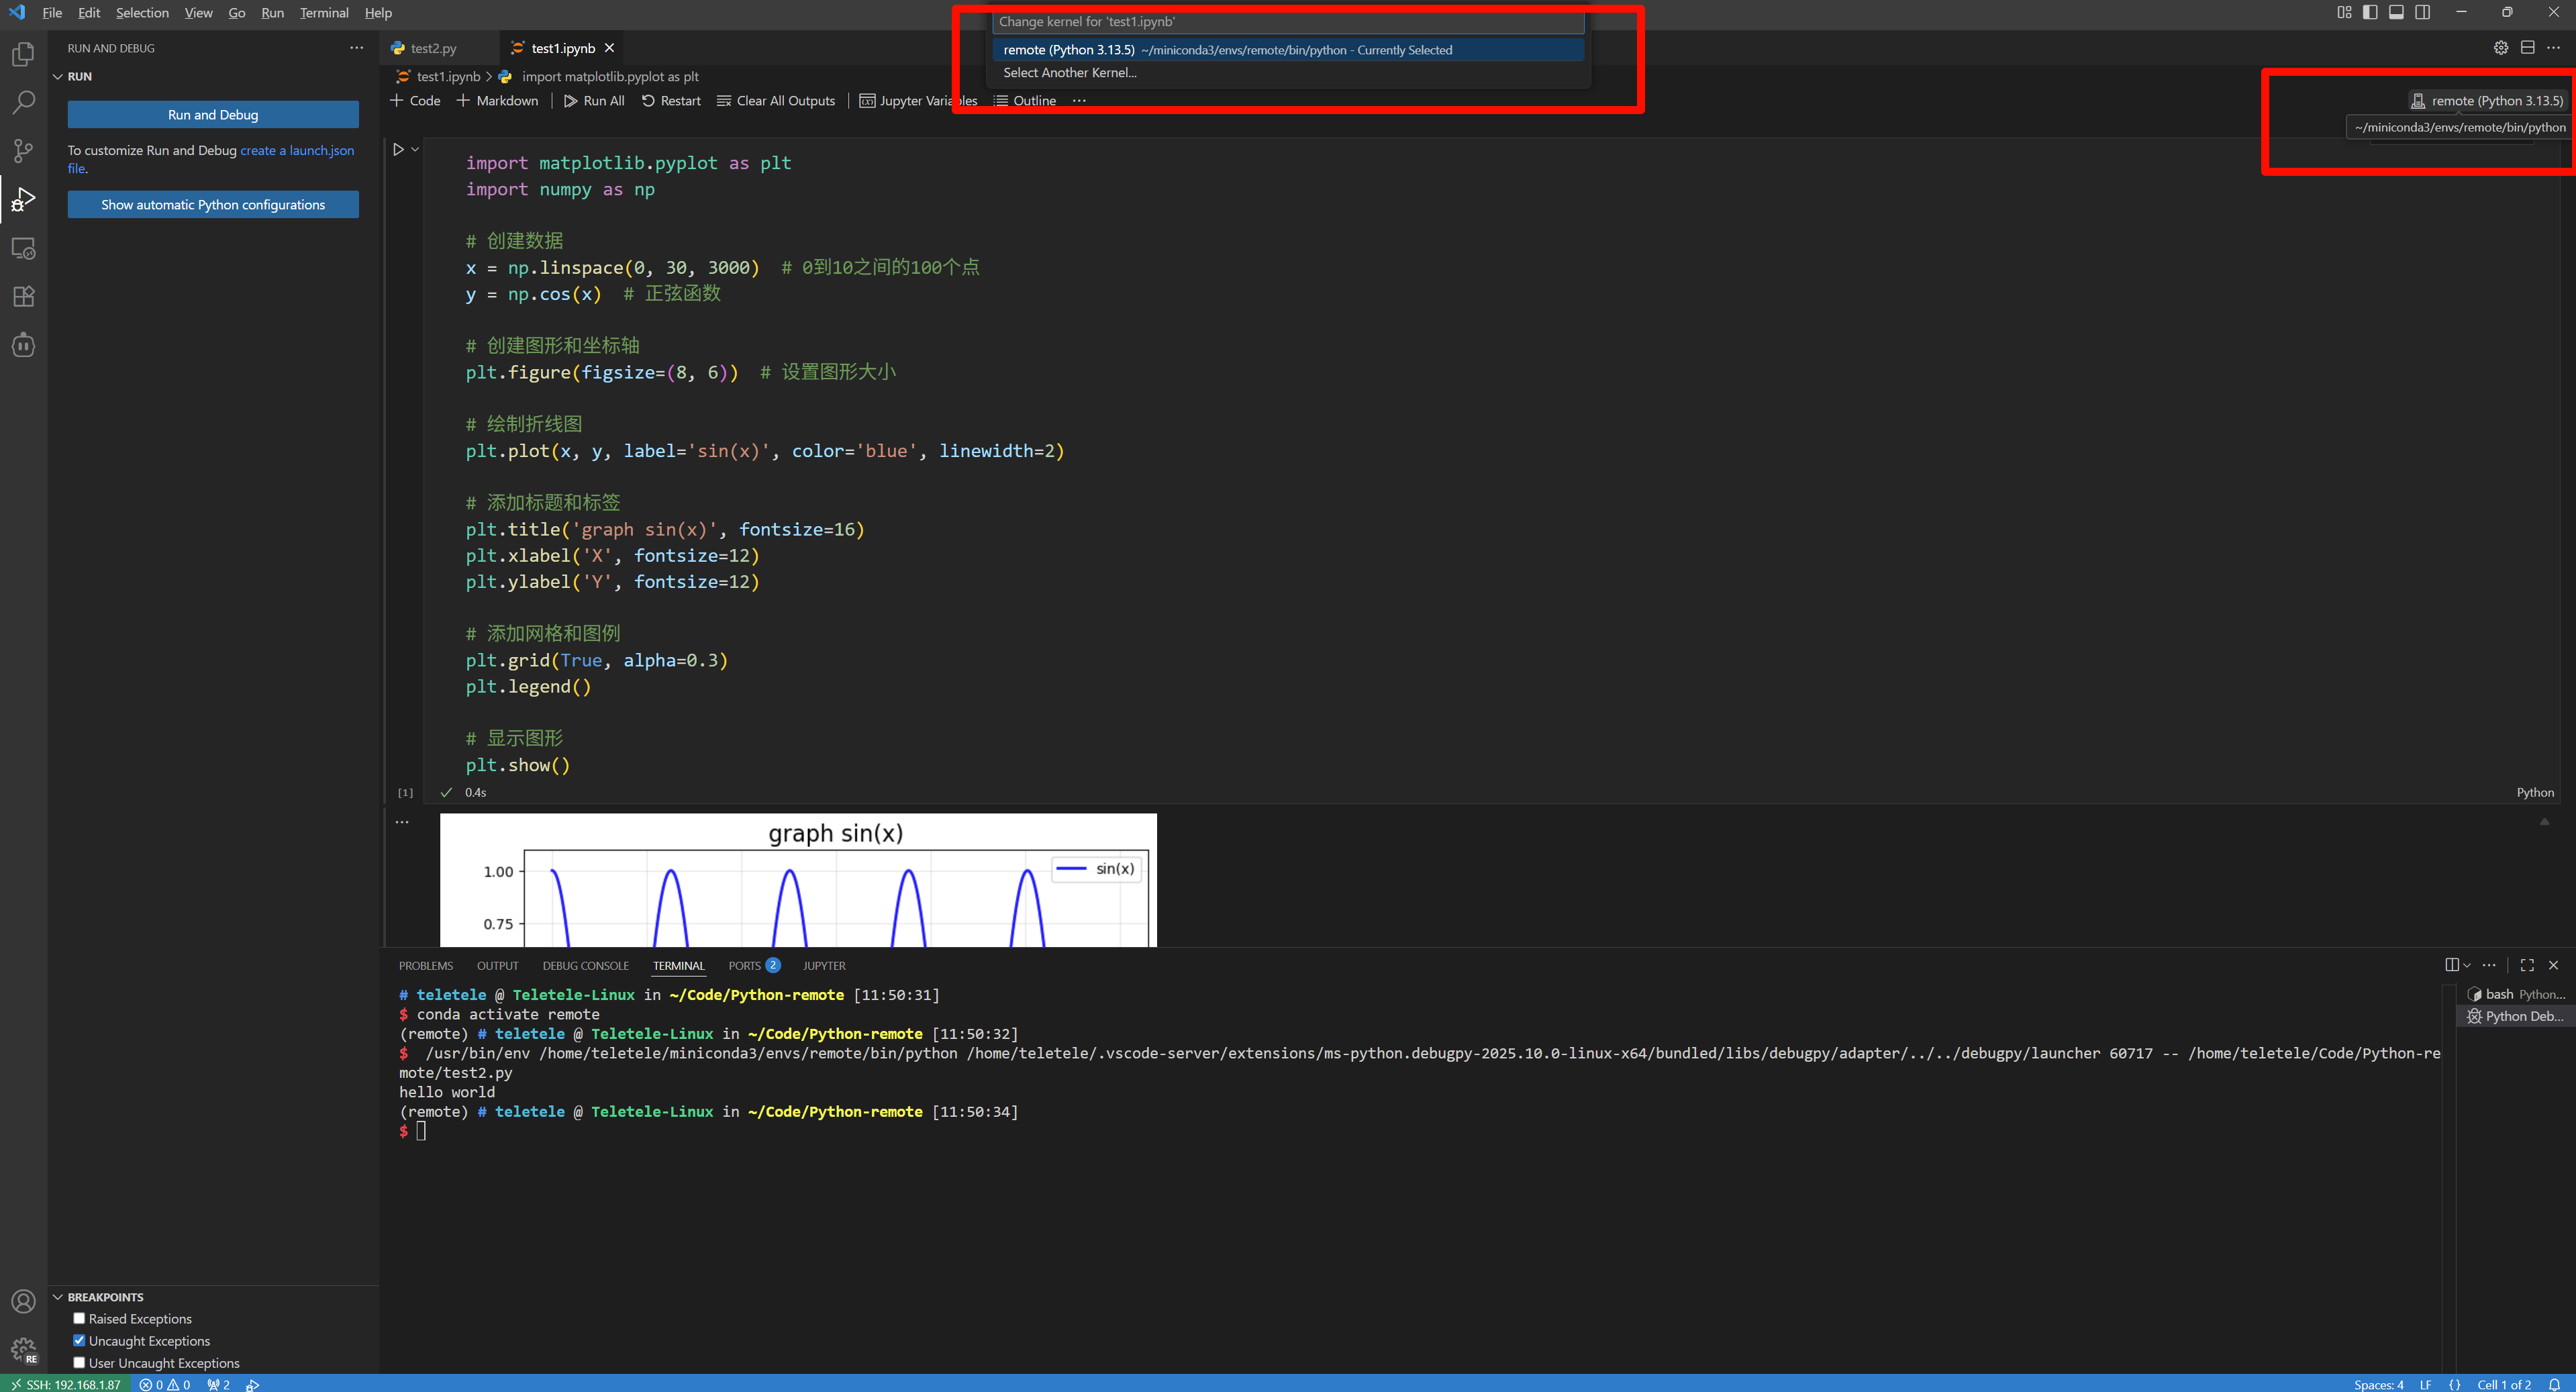 File Edit Selection View Go Run Terminal Help
Change kernel for 'test1.ipynb'
remote (Python 3.13.5) ~/miniconda3/envs/remote/bin/python - Currently Selected
Select Another Kernel...
RUN AND DEBUG
RUN
Run and Debug
To customize Run and Debug create a launch.json
file.
Show automatic Python configurations
test2.py
test1.ipynb
test1.ipynb > import matplotlib.pyplot as plt
Code Markdown Run All Restart Clear All Outputs Jupyter Variables Outline ...
remote (Python 3.13.5)
~/miniconda3/envs/remote/bin/python
import matplotlib.pyplot as plt
import numpy as np
# 创建数据
x = np.linspace(0, 30, 3000)  # 0到10之间的100个点
y = np.cos(x)  # 正弦函数
# 创建图形和坐标轴
plt.figure(figsize=(8, 6))  # 设置图形大小
# 绘制折线图
plt.plot(x, y, label='sin(x)', color='blue', linewidth=2)
# 添加标题和标签
plt.title('graph sin(x)', fontsize=16)
plt.xlabel('X', fontsize=12)
plt.ylabel('Y', fontsize=12)
# 添加网格和图例
plt.grid(True, alpha=0.3)
plt.legend()
# 显示图形
plt.show()
[1] 0.4s
Python
graph sin(x)
sin(x)
1.00
0.75
PROBLEMS OUTPUT DEBUG CONSOLE TERMINAL PORTS 2 JUPYTER
# teletele @ Teletele-Linux in ~/Code/Python-remote [11:50:31]
$ conda activate remote
(remote) # teletele @ Teletele-Linux in ~/Code/Python-remote [11:50:32]
$  /usr/bin/env /home/teletele/miniconda3/envs/remote/bin/python /home/teletele/.vscode-server/extensions/ms-python.debugpy-2025.10.0-linux-x64/bundled/libs/debugpy/adapter/../../debugpy/launcher 60717 -- /home/teletele/Code/Python-re
mote/test2.py
hello world
(remote) # teletele @ Teletele-Linux in ~/Code/Python-remote [11:50:34]
$
bash Python...
Python Deb...
BREAKPOINTS
Raised Exceptions
Uncaught Exceptions
User Uncaught Exceptions
RE
SSH: 192.168.1.87 0 0 2
Spaces: 4 LF {} Cell 1 of 2